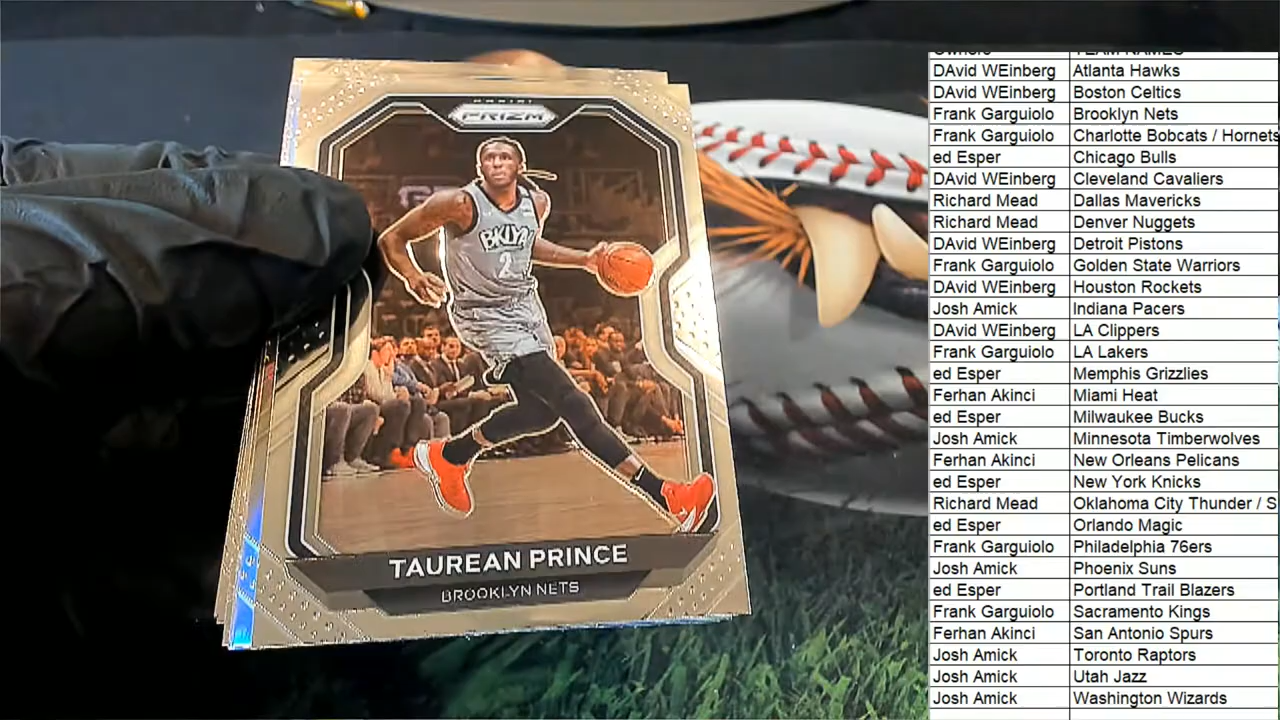 PANINI
PRIZM
BKLYN
2
TAUREAN PRINCE
BROOKLYN NETS
DAvid WEinberg Atlanta Hawks
DAvid WEinberg Boston Celtics
Frank Garguiolo Brooklyn Nets
Frank Garguiolo Charlotte Bobcats / Hornets
ed Esper Chicago Bulls
DAvid WEinberg Cleveland Cavaliers
Richard Mead Dallas Mavericks
Richard Mead Denver Nuggets
DAvid WEinberg Detroit Pistons
Frank Garguiolo Golden State Warriors
DAvid WEinberg Houston Rockets
Josh Amick Indiana Pacers
DAvid WEinberg LA Clippers
Frank Garguiolo LA Lakers
ed Esper Memphis Grizzlies
Ferhan Akinci Miami Heat
ed Esper Milwaukee Bucks
Josh Amick Minnesota Timberwolves
Ferhan Akinci New Orleans Pelicans
ed Esper New York Knicks
Richard Mead Oklahoma City Thunder / S
ed Esper Orlando Magic
Frank Garguiolo Philadelphia 76ers
Josh Amick Phoenix Suns
ed Esper Portland Trail Blazers
Frank Garguiolo Sacramento Kings
Ferhan Akinci San Antonio Spurs
Josh Amick Toronto Raptors
Josh Amick Utah Jazz
Josh Amick Washington Wizards